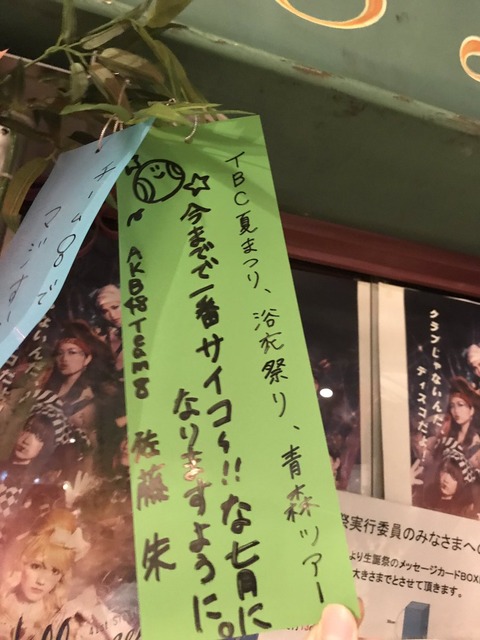 TBC夏まつり、浴衣祭り、青森ツアー
☆今までで一番サイコ〜!!な七月に
なりますように。
AKB48 Team8 佐藤朱
チーム8で
クラブじゃないんだ
ディスコだよ!
実行委員のみなさまへの
より生誕祭のメッセージカードBOX
大きさまでとさせて頂きます。